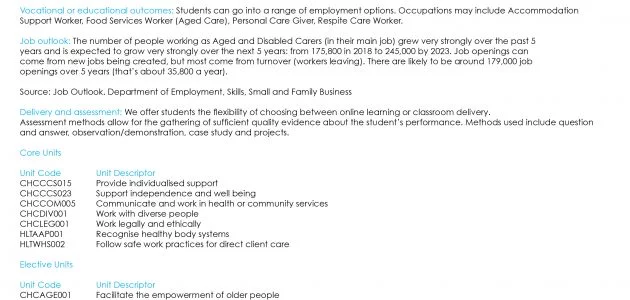 Vocational or educational outcomes: Students can go into a range of employment options. Occupations may include Accommodation
Support Worker, Food Services Worker (Aged Care), Personal Care Giver, Respite Care Worker.
Job outlook: The number of people working as Aged and Disabled Carers (in their main job) grew very strongly over the past 5
years and is expected to grow very strongly over the next 5 years: from 175,800 in 2018 to 245,000 by 2023. Job openings can
come from new jobs being created, but most come from turnover (workers leaving). There are likely to be around 179,000 job
openings over 5 years (that's about 35,800 a year).
Source: Job Outlook. Department of Employment, Skills, Small and Family Business
Delivery and assessment: We offer students the flexibility of choosing between online learning or classroom delivery.
Assessment methods allow for the gathering of sufficient quality evidence about the student's performance. Methods used include question
and answer, observation/demonstration, case study and projects.
Core Units
Unit Code Unit Descriptor
CHCCCS015 Provide individualised support
CHCCCS023 Support independence and well being
CHCCOM005 Communicate and work in health or community services
CHCDIV001 Work with diverse people
CHCLEG001 Work legally and ethically
HLTAAP001 Recognise healthy body systems
HLTWHS002 Follow safe work practices for direct client care
Elective Units
Unit Code Unit Descriptor
CHCAGE001 Facilitate the empowerment of older people